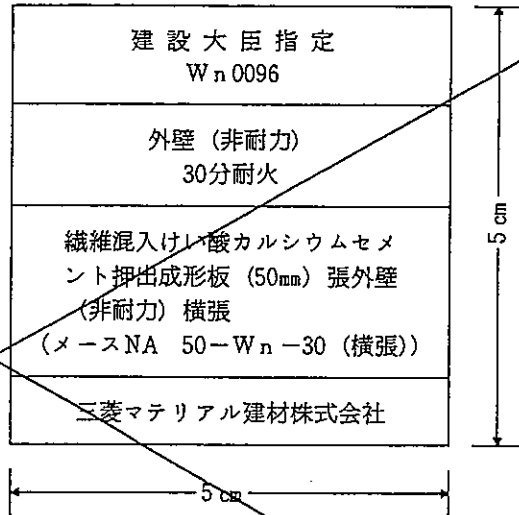 建設大臣指定
Wn0096
外壁（非耐力）
30分耐火
繊維混入けい酸カルシウムセメ
ント押出成形板（50mm）張外壁
（非耐力）横張
（メースNA 50－Wn－30（横張））
三菱マテリアル建材株式会社
5cm
5cm